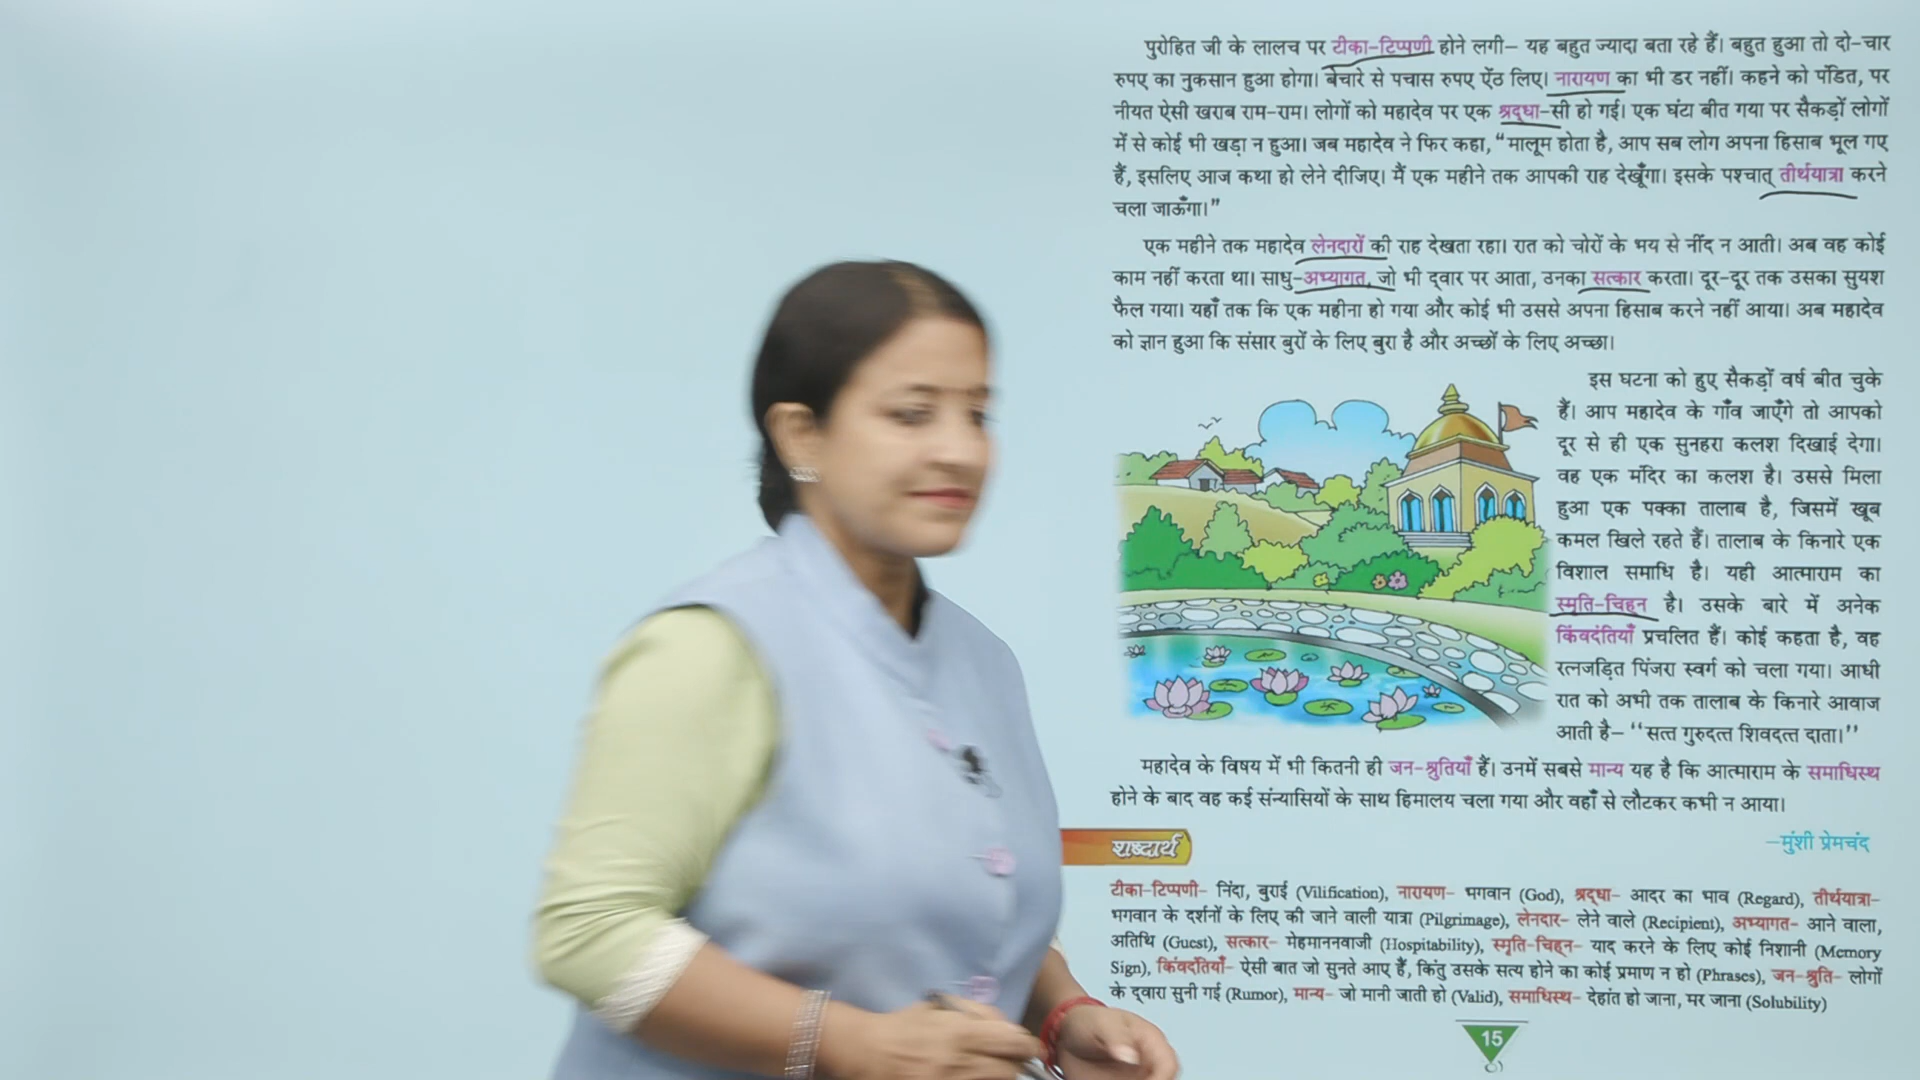 पुरोहित जी के लालच पर टीका-टिप्पणी होने लगी– यह बहुत ज्यादा बता रहे हैं। बहुत हुआ तो दो-चार
रुपए का नुकसान हुआ होगा। बेचारे से पचास रुपए ऐंठ लिए। नारायण का भी डर नहीं। कहने को पंडित, पर
नीयत ऐसी खराब राम-राम। लोगों को महादेव पर एक श्रद्धा-सी हो गई। एक घंटा बीत गया पर सैकड़ों लोगों
में से कोई भी खड़ा न हुआ। जब महादेव ने फिर कहा, “मालूम होता है, आप सब लोग अपना हिसाब भूल गए
हैं, इसलिए आज कथा हो लेने दीजिए। मैं एक महीने तक आपकी राह देखूँगा। इसके पश्चात् तीर्थयात्रा करने
चला जाऊँगा।”
एक महीने तक महादेव लेनदारों की राह देखता रहा। रात को चोरों के भय से नींद न आती। अब वह कोई
काम नहीं करता था। साधु-अभ्यागत, जो भी द्वार पर आता, उनका सत्कार करता। दूर-दूर तक उसका सुयश
फैल गया। यहाँ तक कि एक महीना हो गया और कोई भी उससे अपना हिसाब करने नहीं आया। अब महादेव
को ज्ञान हुआ कि संसार बुरों के लिए बुरा है और अच्छों के लिए अच्छा।
इस घटना को हुए सैकड़ों वर्ष बीत चुके
हैं। आप महादेव के गाँव जाएँगे तो आपको
दूर से ही एक सुनहरा कलश दिखाई देगा।
वह एक मंदिर का कलश है। उससे मिला
हुआ एक पक्का तालाब है, जिसमें खूब
कमल खिले रहते हैं। तालाब के किनारे एक
विशाल समाधि है। यही आत्माराम का
स्मृति-चिह्न है। उसके बारे में अनेक
किंवदंतियाँ प्रचलित हैं। कोई कहता है, वह
रत्नजड़ित पिंजरा स्वर्ग को चला गया। आधी
रात को अभी तक तालाब के किनारे आवाज
आती है– ‘‘सत्त गुरुदत्त शिवदत्त दाता।’’
महादेव के विषय में भी कितनी ही जन-श्रुतियाँ हैं। उनमें सबसे मान्य यह है कि आत्माराम के समाधिस्थ
होने के बाद वह कई संन्यासियों के साथ हिमालय चला गया और वहाँ से लौटकर कभी न आया।
–मुंशी प्रेमचंद
शब्दार्थ
टीका-टिप्पणी– निंदा, बुराई (Vilification), नारायण– भगवान (God), श्रद्धा– आदर का भाव (Regard), तीर्थयात्रा–
भगवान के दर्शनों के लिए की जाने वाली यात्रा (Pilgrimage), लेनदार– लेने वाले (Recipient), अभ्यागत– आने वाला,
अतिथि (Guest), सत्कार– मेहमाननवाजी (Hospitability), स्मृति-चिह्न– याद करने के लिए कोई निशानी (Memory
Sign), किंवदंतियाँ– ऐसी बात जो सुनते आए हैं, किंतु उसके सत्य होने का कोई प्रमाण न हो (Phrases), जन-श्रुति– लोगों
के द्वारा सुनी गई (Rumor), मान्य– जो मानी जाती हो (Valid), समाधिस्थ– देहांत हो जाना, मर जाना (Solubility)
15